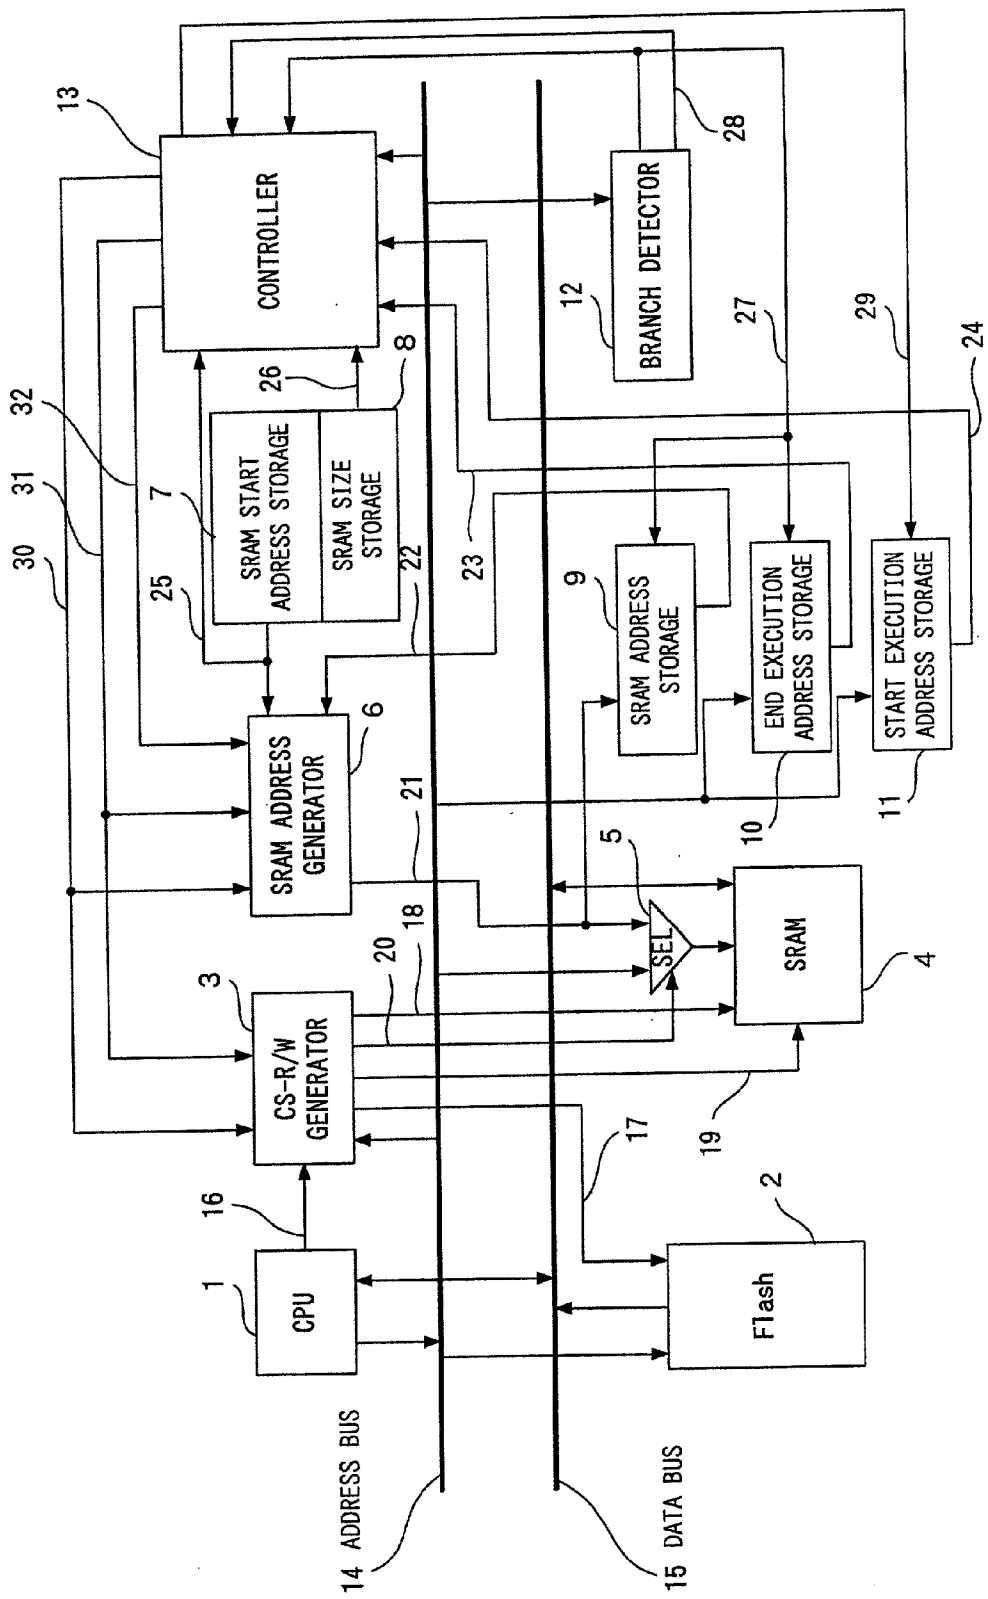 30
31
32
13
25
7
SRAM START
ADDRESS STORAGE
SRAM SIZE
STORAGE
26
8
CONTROLLER
1
CPU
16
3
CS-R/W
GENERATOR
SRAM ADDRESS
GENERATOR
6
20
18
21
22
23
14 ADDRESS BUS
15 DATA BUS
17
19
5
SEL
9
SRAM ADDRESS
STORAGE
12
BRANCH DETECTOR
28
2
Flash
SRAM
4
10
END EXECUTION
ADDRESS STORAGE
27
11
START EXECUTION
ADDRESS STORAGE
29
24